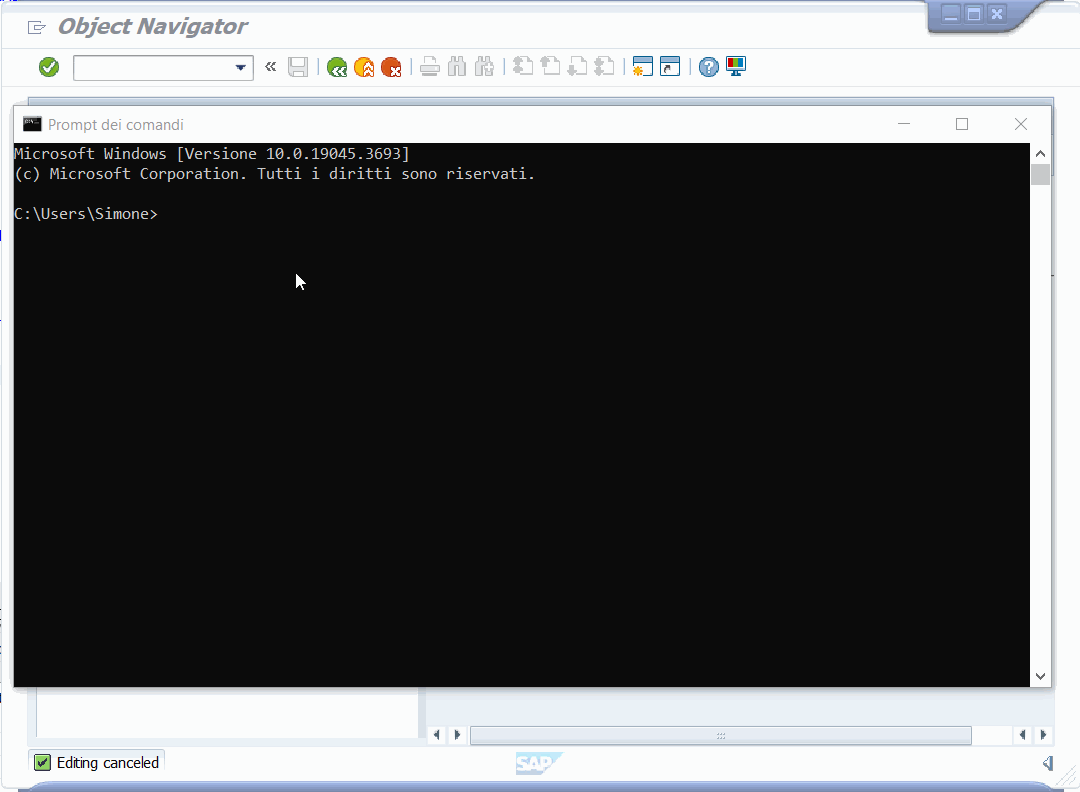 Object Navigator
Prompt dei comandi
Microsoft Windows [Versione 10.0.19045.3693]
(c) Microsoft Corporation. Tutti i diritti sono riservati.
C:\Users\Simone>
Editing canceled
SAP